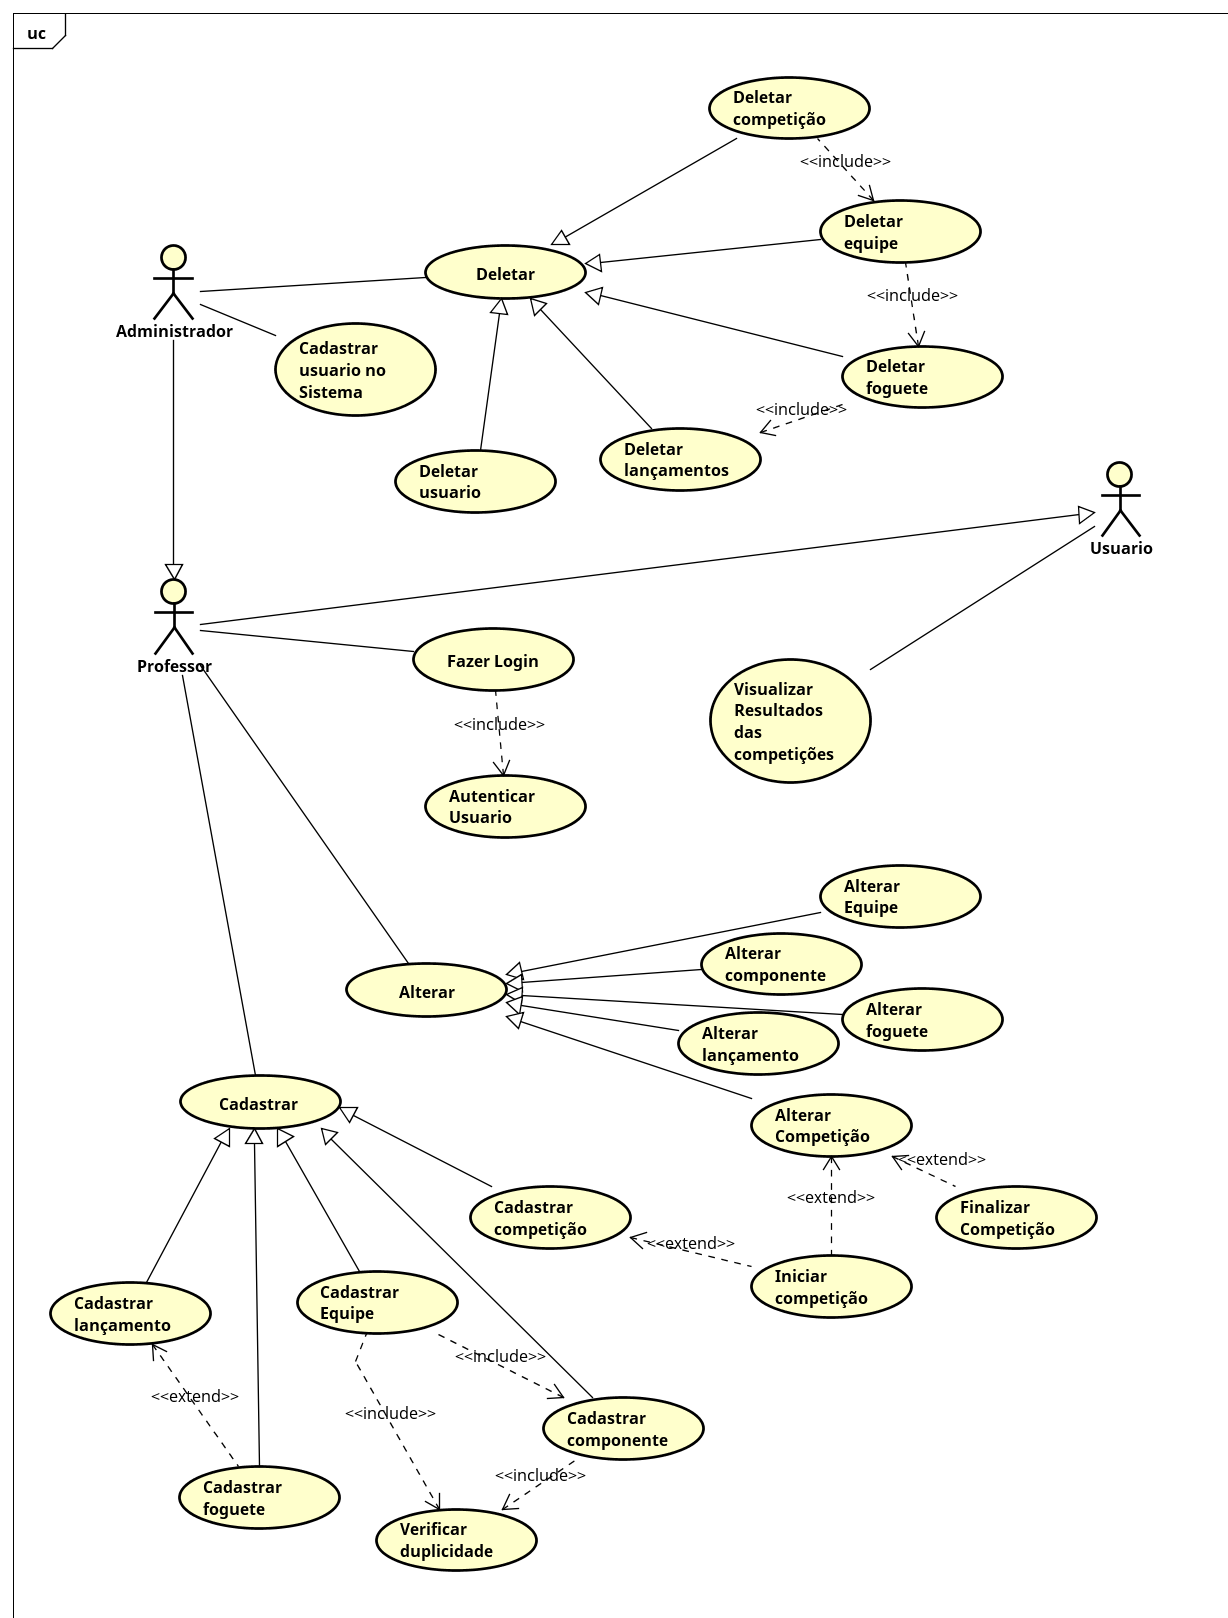 uc
Deletar
competição
<<include>>
Deletar
equipe
Deletar
<<include>>
Administrador
Cadastrar
usuario no
Sistema
Deletar
foguete
<<include>>
Deletar
lançamentos
Deletar
usuario
Usuario
Professor
Fazer Login
<<include>>
Visualizar
Resultados
das
competições
Autenticar
Usuario
Alterar
Equipe
Alterar
componente
Alterar
Alterar
foguete
Alterar
lançamento
Cadastrar
Alterar
Competição
<<extend>>
<<extend>>
Cadastrar
competição
Finalizar
Competição
<<extend>>
Iniciar
competição
Cadastrar
lançamento
Cadastrar
Equipe
<<include>>
<<extend>>
<<include>>
Cadastrar
componente
<<include>>
Cadastrar
foguete
Verificar
duplicidade